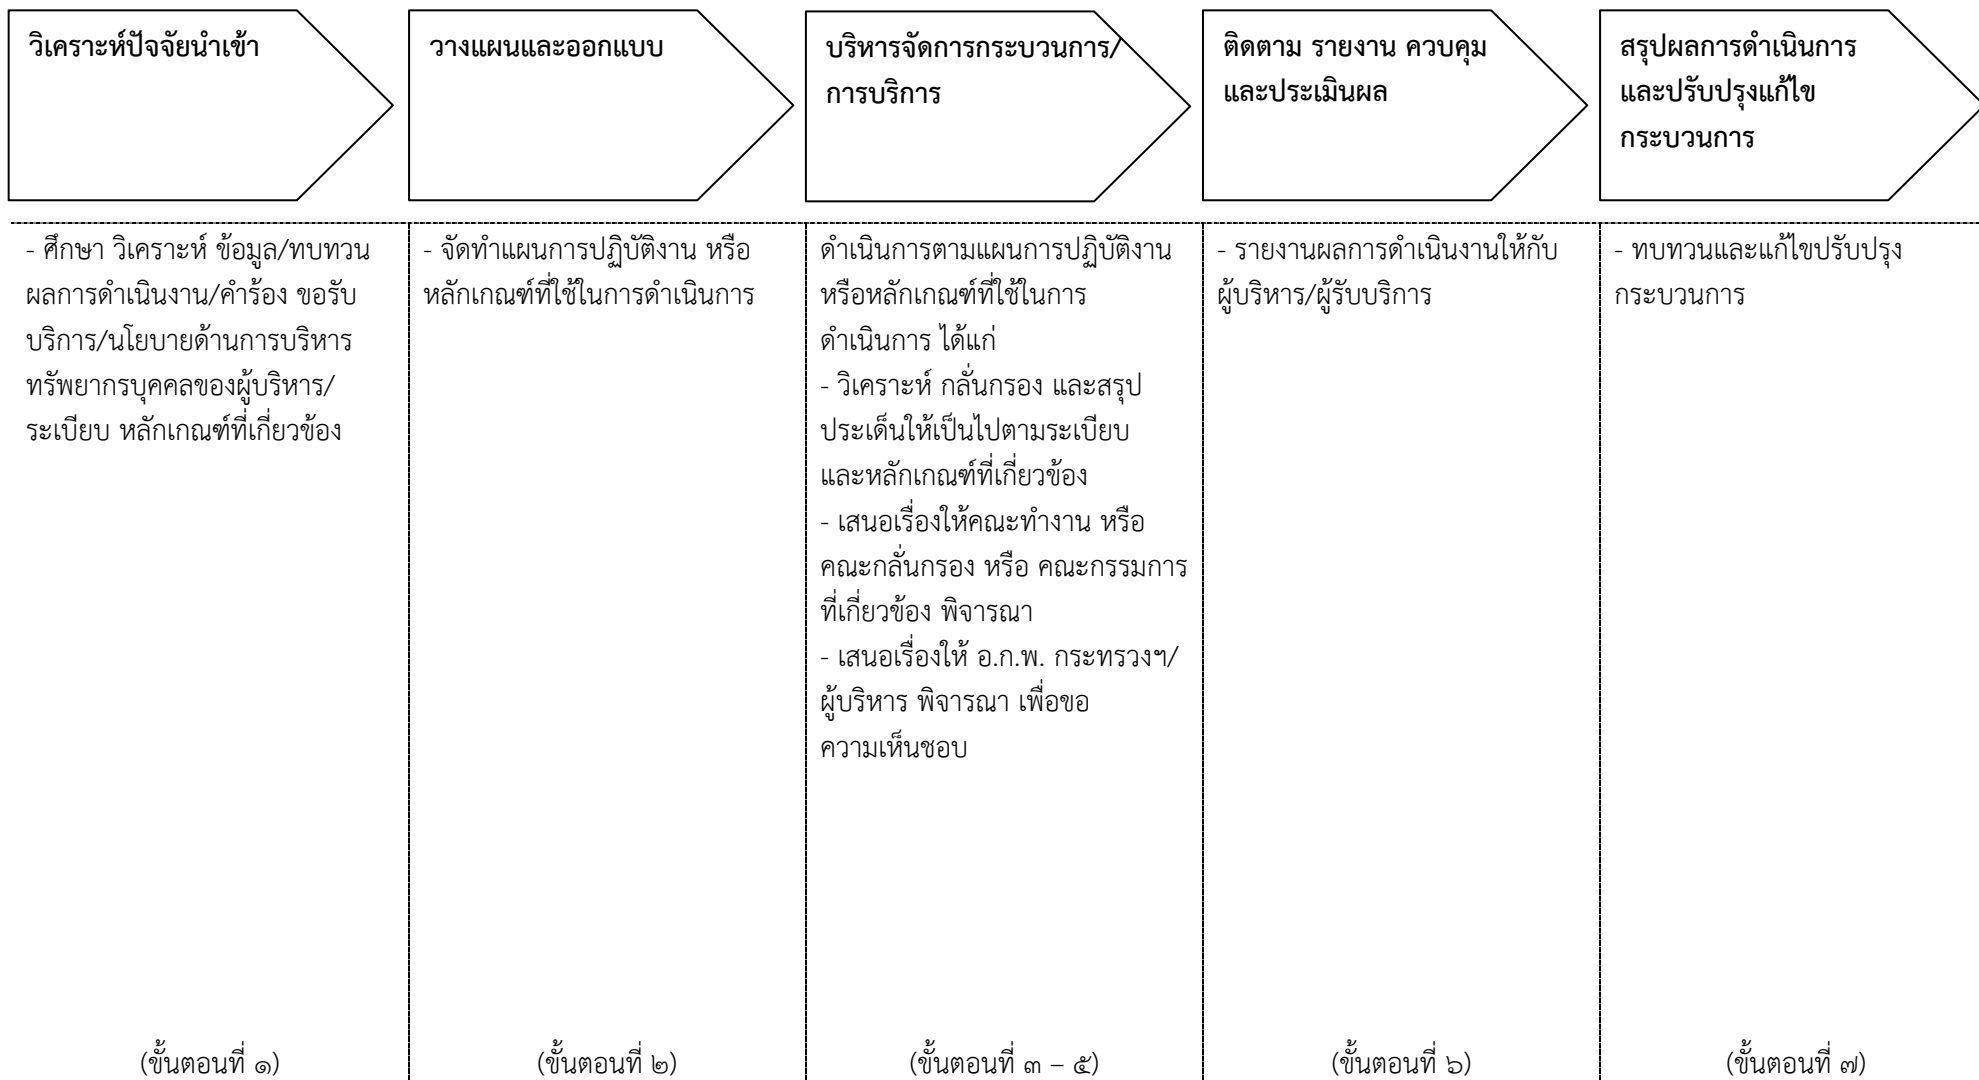 วิเคราะห์ปัจจัยนำเข้า
วางแผนและออกแบบ
บริหารจัดการกระบวนการ/
การบริการ
ติดตาม รายงาน ควบคุม
และประเมินผล
สรุปผลการดำเนินการ
และปรับปรุงแก้ไข
กระบวนการ
- ศึกษา วิเคราะห์ ข้อมูล/ทบทวน
ผลการดำเนินงาน/คำร้อง ขอรับ
บริการ/นโยบายด้านการบริหาร
ทรัพยากรบุคคลของผู้บริหาร/
ระเบียบ หลักเกณฑ์ที่เกี่ยวข้อง
(ขั้นตอนที่ ๑)
- จัดทำแผนการปฏิบัติงาน หรือ
หลักเกณฑ์ที่ใช้ในการดำเนินการ
(ขั้นตอนที่ ๒)
ดำเนินการตามแผนการปฏิบัติงาน
หรือหลักเกณฑ์ที่ใช้ในการ
ดำเนินการ ได้แก่
- วิเคราะห์ กลั่นกรอง และสรุป
ประเด็นให้เป็นไปตามระเบียบ
และหลักเกณฑ์ที่เกี่ยวข้อง
- เสนอเรื่องให้คณะทำงาน หรือ
คณะกลั่นกรอง หรือ คณะกรรมการ
ที่เกี่ยวข้อง พิจารณา
- เสนอเรื่องให้ อ.ก.พ. กระทรวงฯ/
ผู้บริหาร พิจารณา เพื่อขอ
ความเห็นชอบ
(ขั้นตอนที่ ๓ – ๕)
- รายงานผลการดำเนินงานให้กับ
ผู้บริหาร/ผู้รับบริการ
(ขั้นตอนที่ ๖)
- ทบทวนและแก้ไขปรับปรุง
กระบวนการ
(ขั้นตอนที่ ๗)